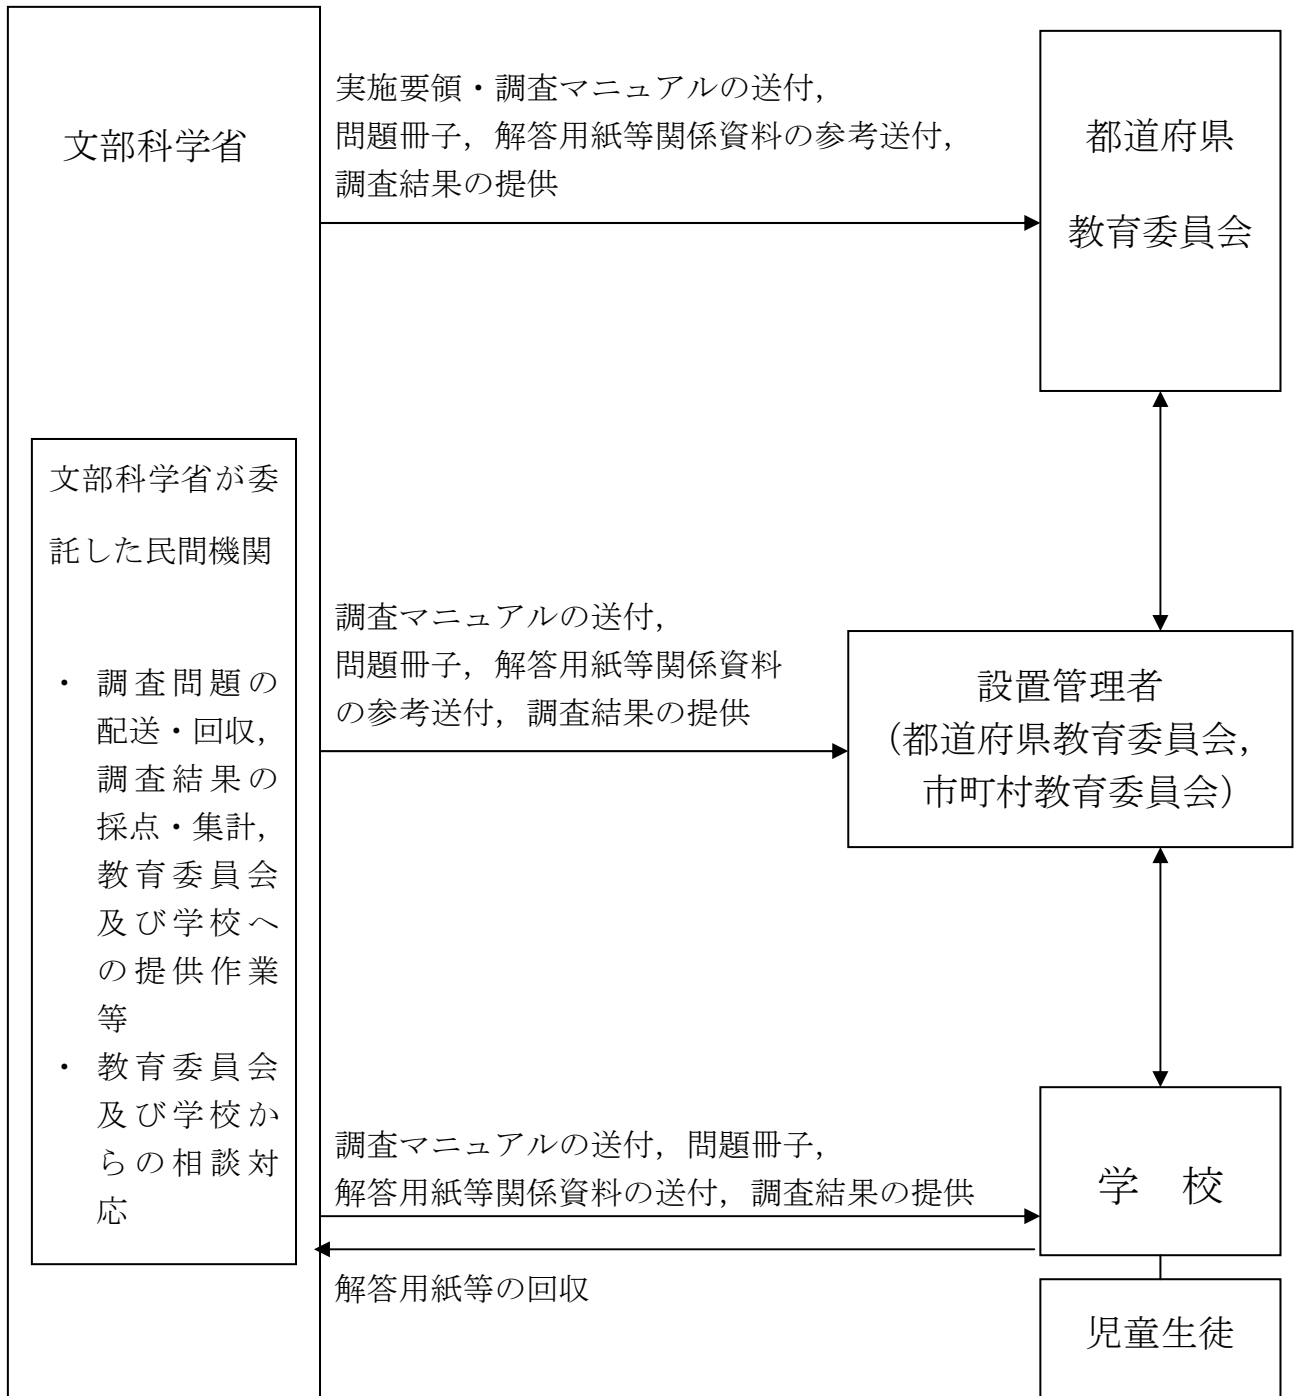 文部科学省
実施要領・調査マニュアルの送付，
問題冊子，解答用紙等関係資料の参考送付，
調査結果の提供
都道府県
教育委員会
文部科学省が委
託した民間機関
・ 調査問題の
配送・回収，
調査結果の
採点・集計，
教育委員会
及び学校へ
の提供作業
等
・ 教育委員会
及び学校か
らの相談対
応
調査マニュアルの送付，
問題冊子，解答用紙等関係資料
の参考送付，調査結果の提供
設置管理者
（都道府県教育委員会，
市町村教育委員会）
調査マニュアルの送付，問題冊子，
解答用紙等関係資料の送付，調査結果の提供
学　校
解答用紙等の回収
児童生徒